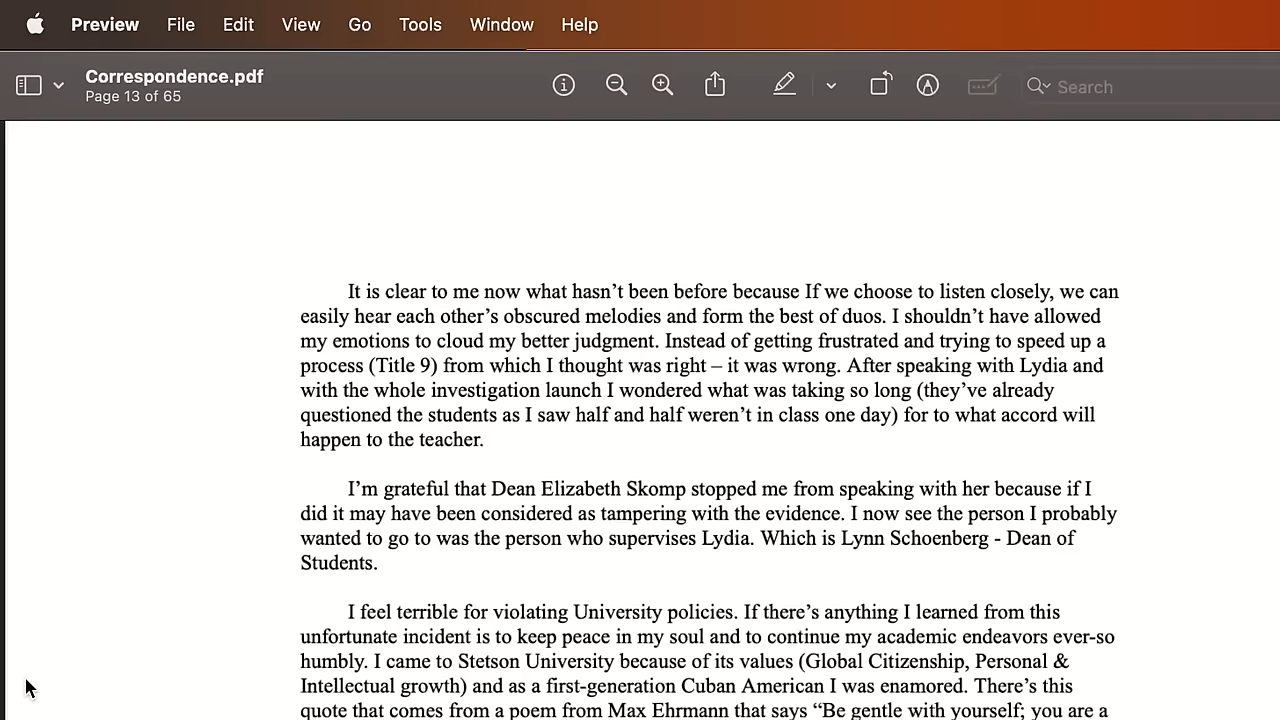 Preview File Edit View Go Tools Window Help
Correspondence.pdf
Page 13 of 65
Search
It is clear to me now what hasn’t been before because If we choose to listen closely, we can
easily hear each other’s obscured melodies and form the best of duos. I shouldn’t have allowed
my emotions to cloud my better judgment. Instead of getting frustrated and trying to speed up a
process (Title 9) from which I thought was right – it was wrong. After speaking with Lydia and
with the whole investigation launch I wondered what was taking so long (they’ve already
questioned the students as I saw half and half weren’t in class one day) for to what accord will
happen to the teacher.
I’m grateful that Dean Elizabeth Skomp stopped me from speaking with her because if I
did it may have been considered as tampering with the evidence. I now see the person I probably
wanted to go to was the person who supervises Lydia. Which is Lynn Schoenberg - Dean of
Students.
I feel terrible for violating University policies. If there’s anything I learned from this
unfortunate incident is to keep peace in my soul and to continue my academic endeavors ever-so
humbly. I came to Stetson University because of its values (Global Citizenship, Personal &
Intellectual growth) and as a first-generation Cuban American I was enamored. There’s this
quote that comes from a poem from Max Ehrmann that says “Be gentle with yourself; you are a